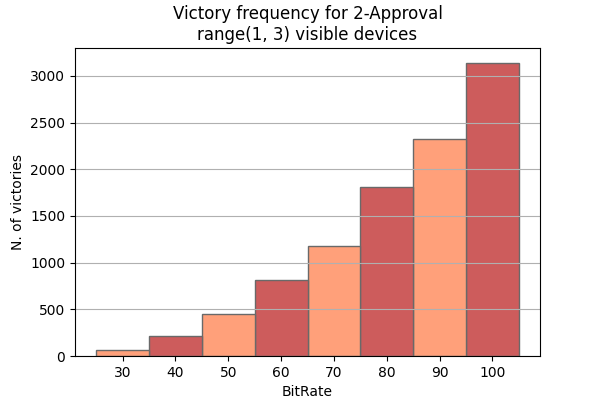 Victory frequency for 2-Approval
range(1, 3) visible devices
N. of victories
3000
2500
2000
1500
1000
500
0
30 40 50 60 70 80 90 100
BitRate